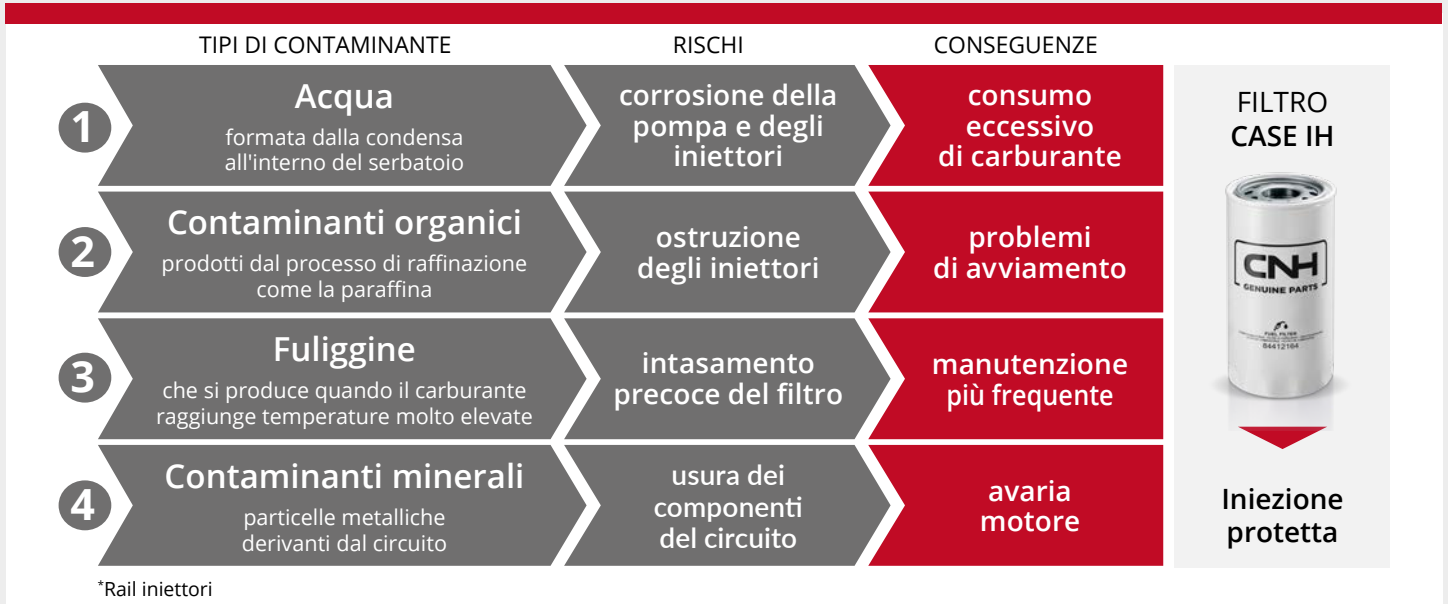 TIPI DI CONTAMINANTE
RISCHI
CONSEGUENZE
1
Acqua
formata dalla condensa
all'interno del serbatoio
corrosione della
pompa e degli
iniettori
consumo
eccessivo
di carburante
2
Contaminanti organici
prodotti dal processo di raffinazione
come la paraffina
ostruzione
degli iniettori
problemi
di avviamento
3
Fuliggine
che si produce quando il carburante
raggiunge temperature molto elevate
intasamento
precoce del filtro
manutenzione
più frequente
4
Contaminanti minerali
particelle metalliche
derivanti dal circuito
usura dei
componenti
del circuito
avaria
motore
FILTRO
CASE IH
CNH
GENUINE PARTS
FUEL FILTER
84412164
Iniezione
protetta
*Rail iniettori